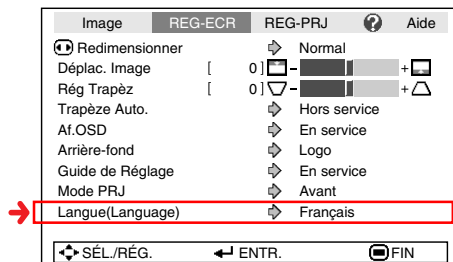 Image REG-ECR REG-PRJ ? Aide
Redimensionner Normal
Déplac. Image [ 0 ] - +
Rég Trapèz [ 0 ] - +
Trapèze Auto. Hors service
Af.OSD En service
Arrière-fond Logo
Guide de Réglage En service
Mode PRJ Avant
Langue(Language) Français
SÉL./RÉG. ENTR. FIN